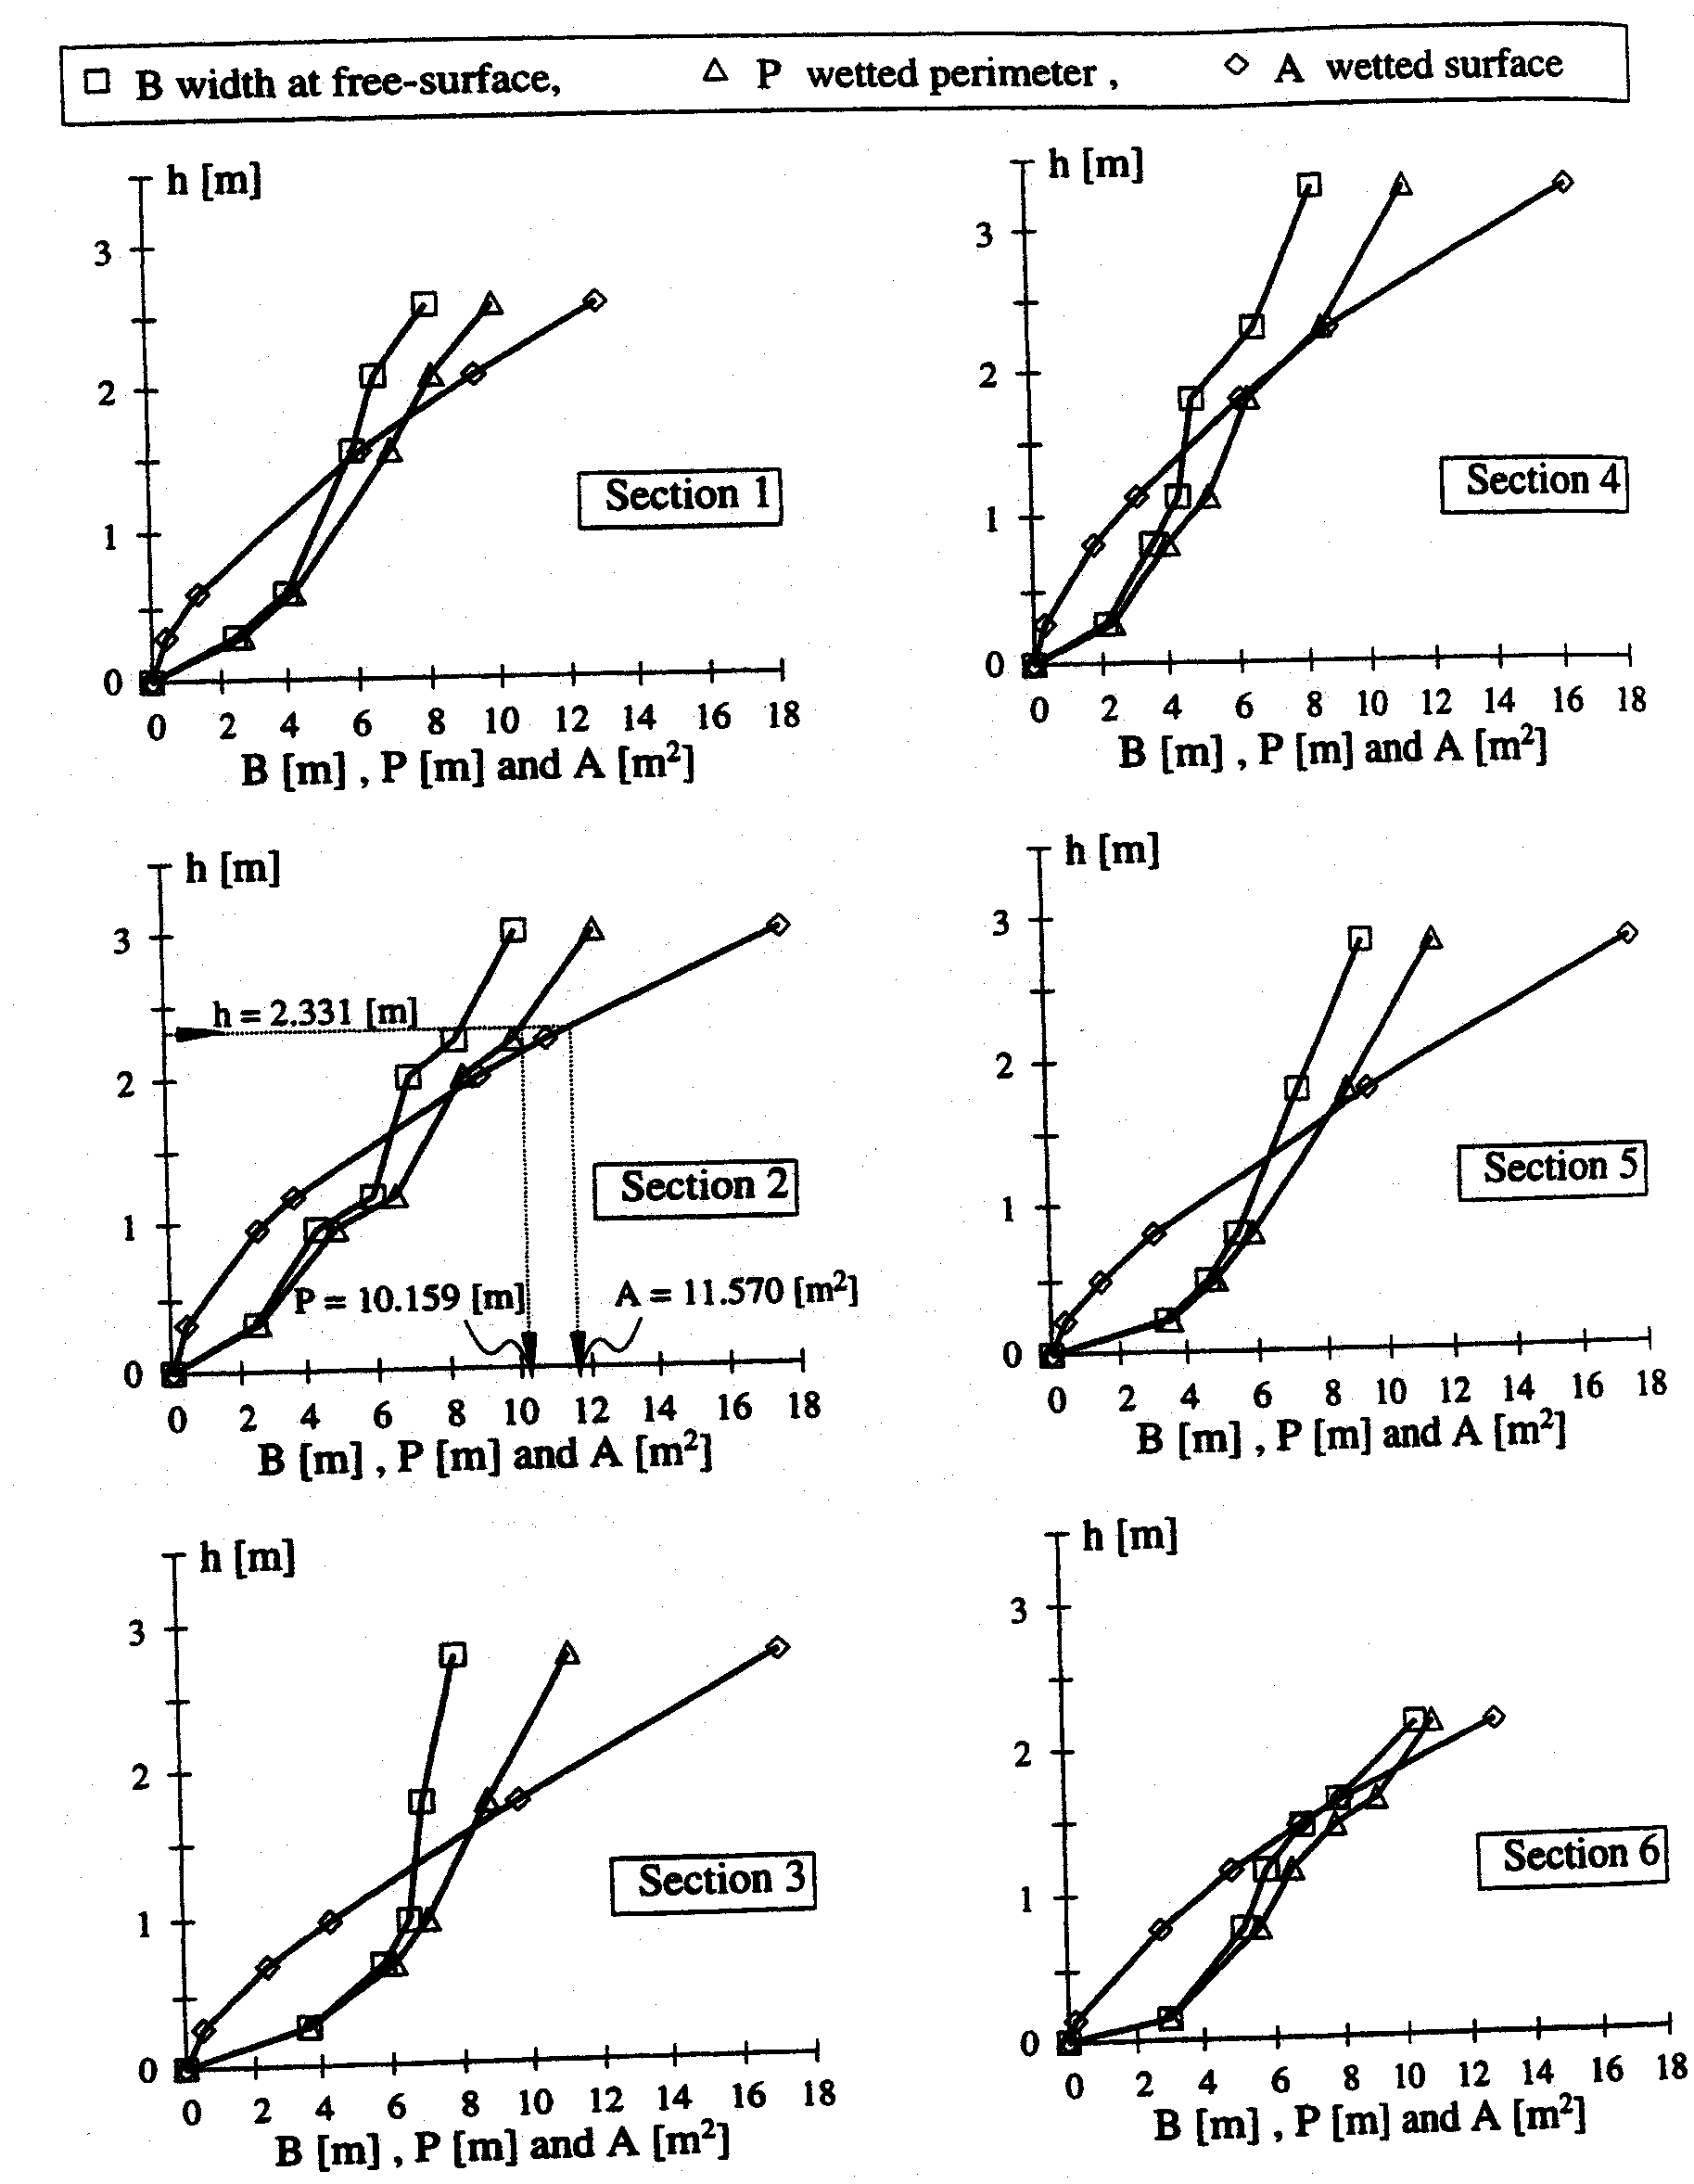 B width at free-surface, P wetted perimeter , A wetted surface
h [m]
3
2
1
0
0 2 4 6 8 10 12 14 16 18
B [m] , P [m] and A [m²]
Section 1
h [m]
3
2
1
0
0 2 4 6 8 10 12 14 16 18
B [m] , P [m] and A [m²]
Section 4
h [m]
3
h = 2.331 [m]
2
Section 2
1
P = 10.159 [m]
A = 11.570 [m²]
0
0 2 4 6 8 10 12 14 16 18
B [m] , P [m] and A [m²]
h [m]
3
2
Section 5
1
0
0 2 4 6 8 10 12 14 16 18
B [m] , P [m] and A [m²]
h [m]
3
2
Section 3
1
0
0 2 4 6 8 10 12 14 16 18
B [m] , P [m] and A [m²]
h [m]
3
2
Section 6
1
0
0 2 4 6 8 10 12 14 16 18
B [m] , P [m] and A [m²]